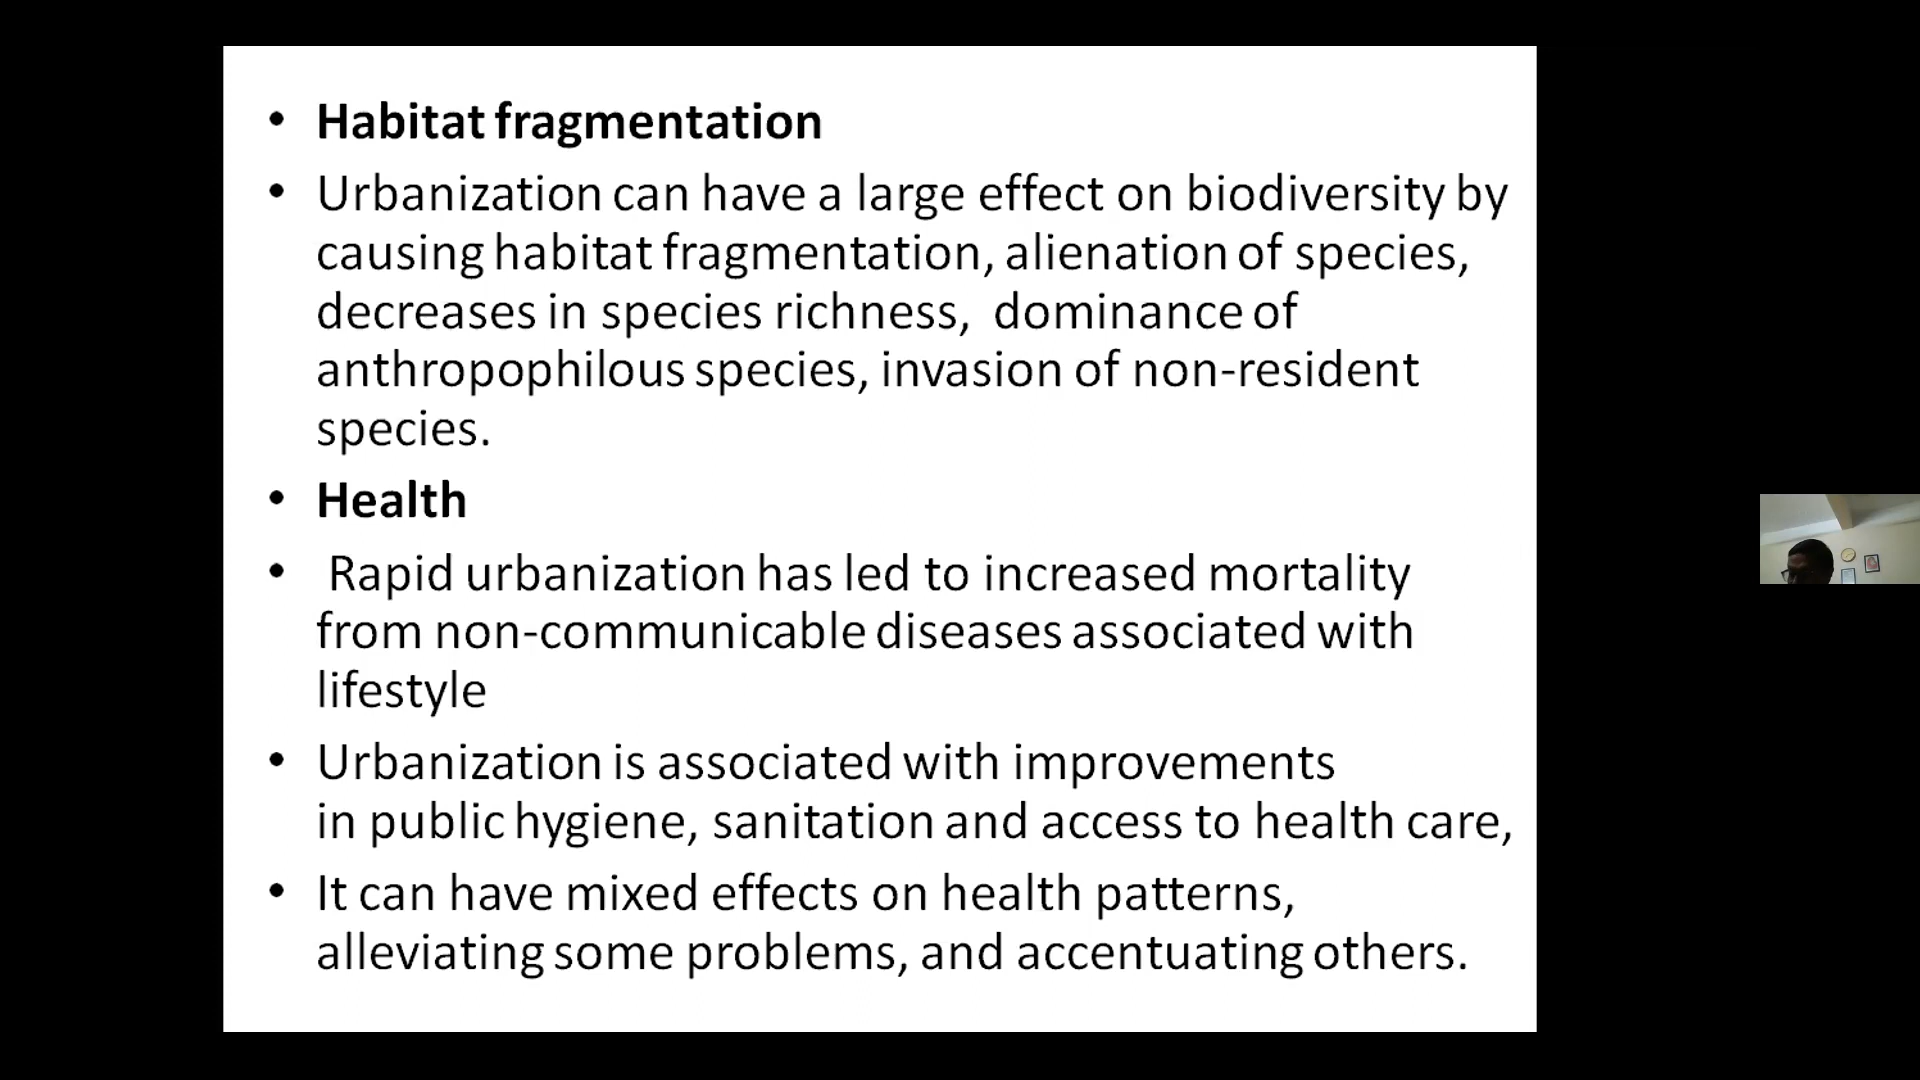 • Habitat fragmentation
• Urbanization can have a large effect on biodiversity by
causing habitat fragmentation, alienation of species,
decreases in species richness,  dominance of
anthropophilous species, invasion of non-resident
species.
• Health
•  Rapid urbanization has led to increased mortality
from non-communicable diseases associated with
lifestyle
• Urbanization is associated with improvements
in public hygiene, sanitation and access to health care,
• It can have mixed effects on health patterns,
alleviating some problems, and accentuating others.